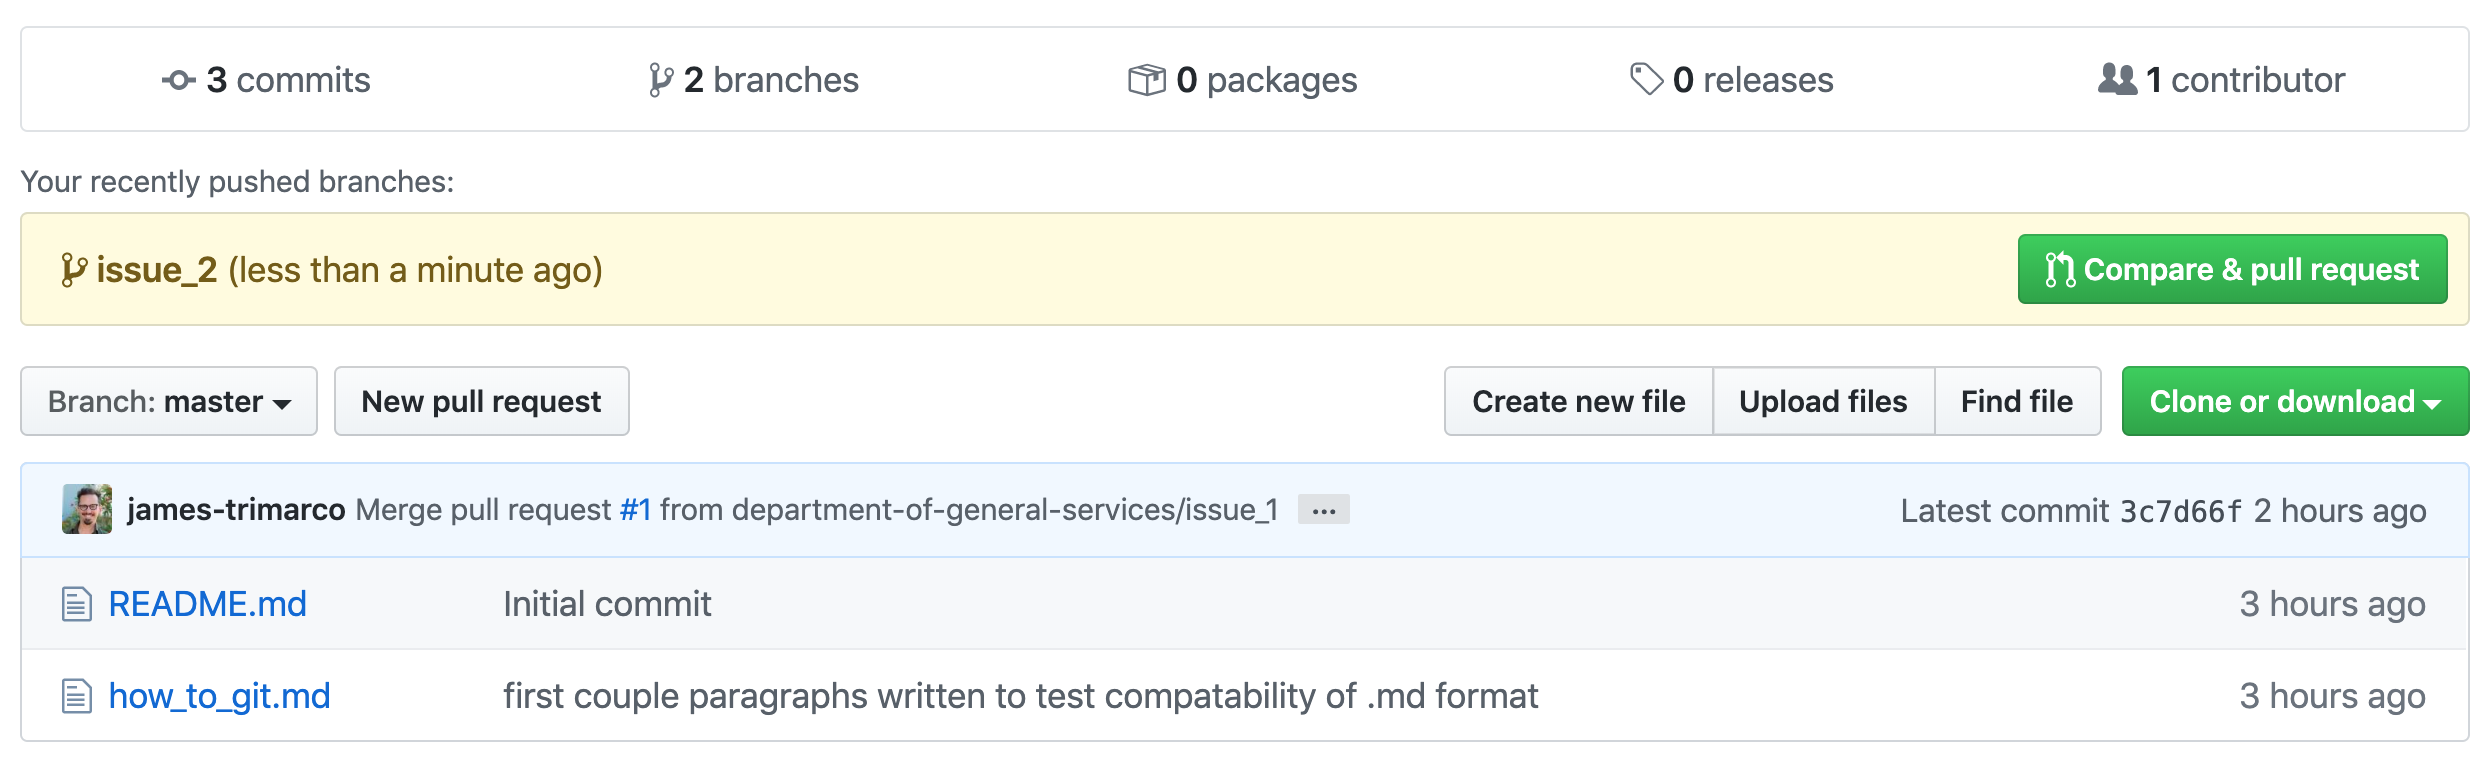 3 commits 2 branches 0 packages 0 releases 1 contributor
Your recently pushed branches:
issue_2 (less than a minute ago) Compare & pull request
Branch: master New pull request Create new file Upload files Find file Clone or download
james-trimarco Merge pull request #1 from department-of-general-services/issue_1 ... Latest commit 3c7d66f 2 hours ago
README.md Initial commit 3 hours ago
how_to_git.md first couple paragraphs written to test compatability of .md format 3 hours ago